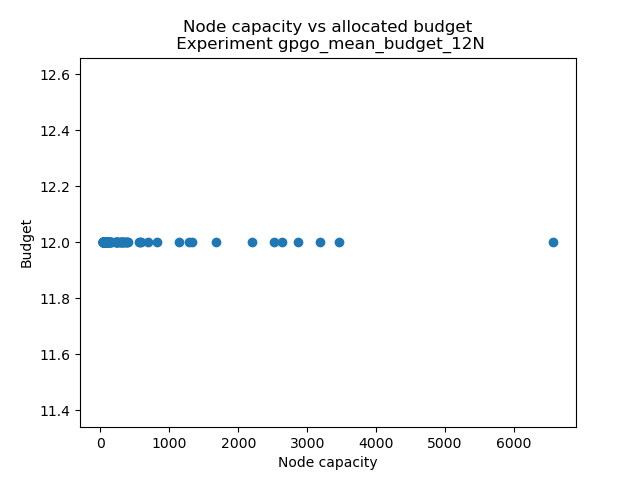 Node capacity vs allocated budget
Experiment gpgo_mean_budget_12N
12.6
12.4
12.2
12.0
11.8
11.6
11.4
Budget
0 1000 2000 3000 4000 5000 6000
Node capacity